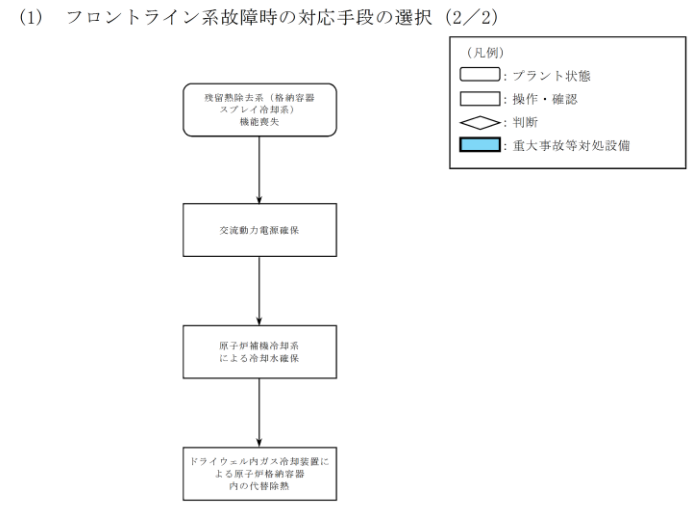 (1) フロントライン系故障時の対応手段の選択（2／2）
（凡例）
：プラント状態
：操作・確認
：判断
：重大事故等対処設備
残留熱除去系（格納容器
スプレイ冷却系）
機能喪失
交流動力電源確保
原子炉補機冷却系
による冷却水確保
ドライウェル内ガス冷却装置に
よる原子炉格納容器
内の代替除熱